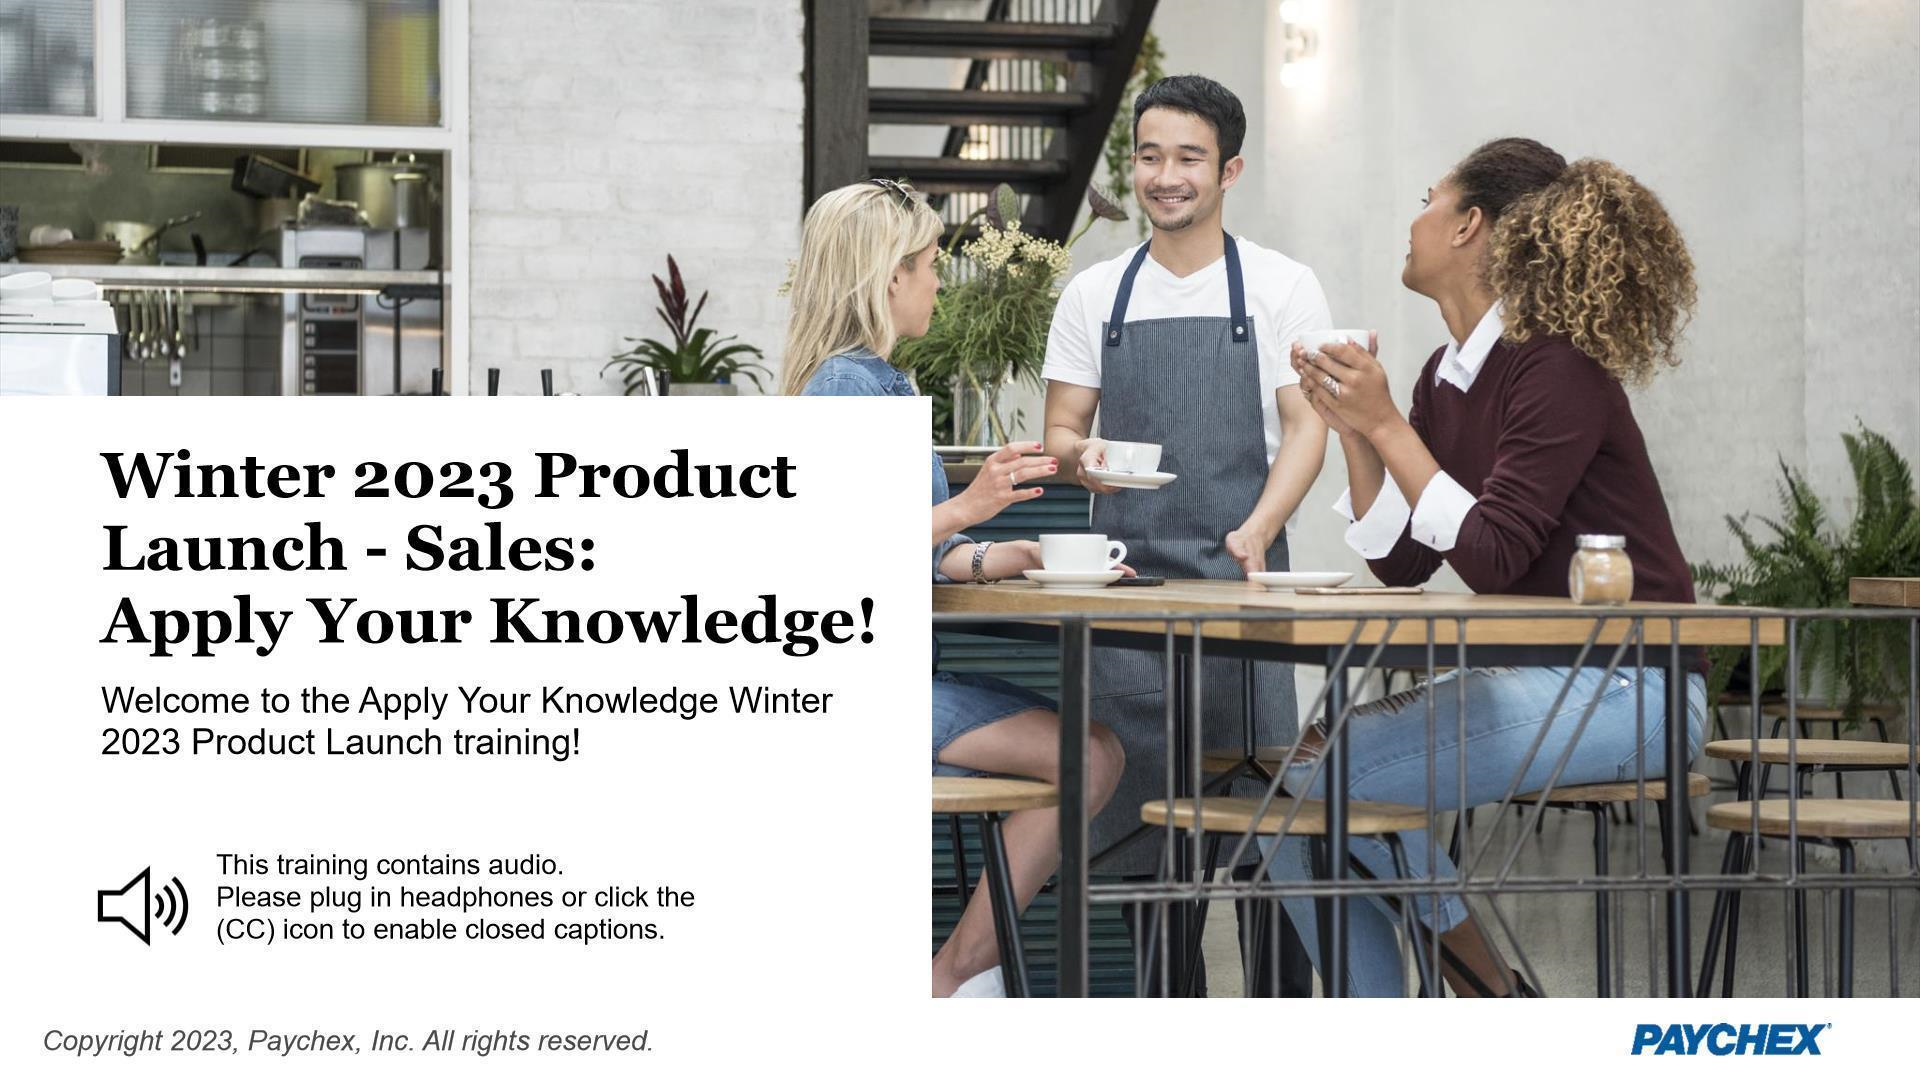 Winter 2023 Product
Launch - Sales:
Apply Your Knowledge!
Welcome to the Apply Your Knowledge Winter
2023 Product Launch training!
This training contains audio.
Please plug in headphones or click the
(CC) icon to enable closed captions.
Copyright 2023, Paychex, Inc. All rights reserved.
PAYCHEX®